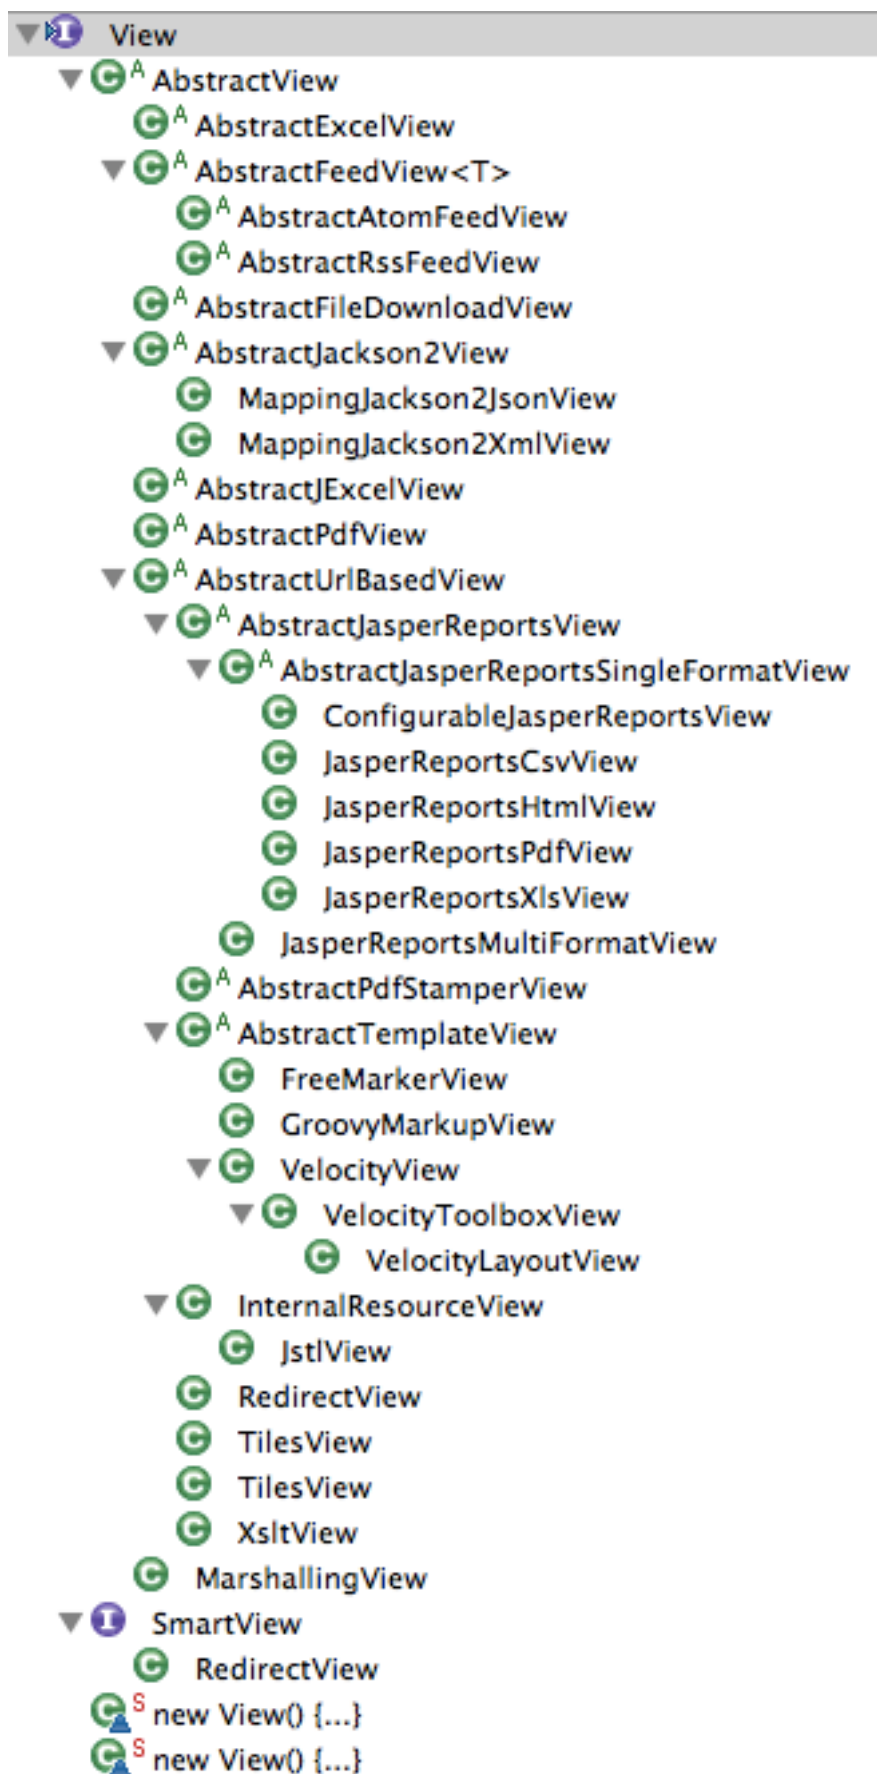 View
A AbstractView
A AbstractExcelView
A AbstractFeedView<T>
A AbstractAtomFeedView
A AbstractRssFeedView
A AbstractFileDownloadView
A AbstractJackson2View
MappingJackson2JsonView
MappingJackson2XmlView
A AbstractJExcelView
A AbstractPdfView
A AbstractUrlBasedView
A AbstractJasperReportsView
A AbstractJasperReportsSingleFormatView
ConfigurableJasperReportsView
JasperReportsCsvView
JasperReportsHtmlView
JasperReportsPdfView
JasperReportsXlsView
JasperReportsMultiFormatView
A AbstractPdfStamperView
A AbstractTemplateView
FreeMarkerView
GroovyMarkupView
VelocityView
VelocityToolboxView
VelocityLayoutView
InternalResourceView
JstlView
RedirectView
TilesView
TilesView
XsltView
MarshallingView
SmartView
RedirectView
S new View() {...}
S new View() {...}